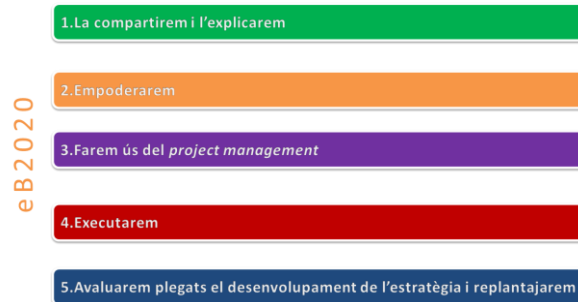 eB2020
1.La compartirem i l'explicarem
2.Empoderarem
3.Farem ús del project management
4.Executarem
5.Avaluarem plegats el desenvolupament de l'estratègia i replantajarem